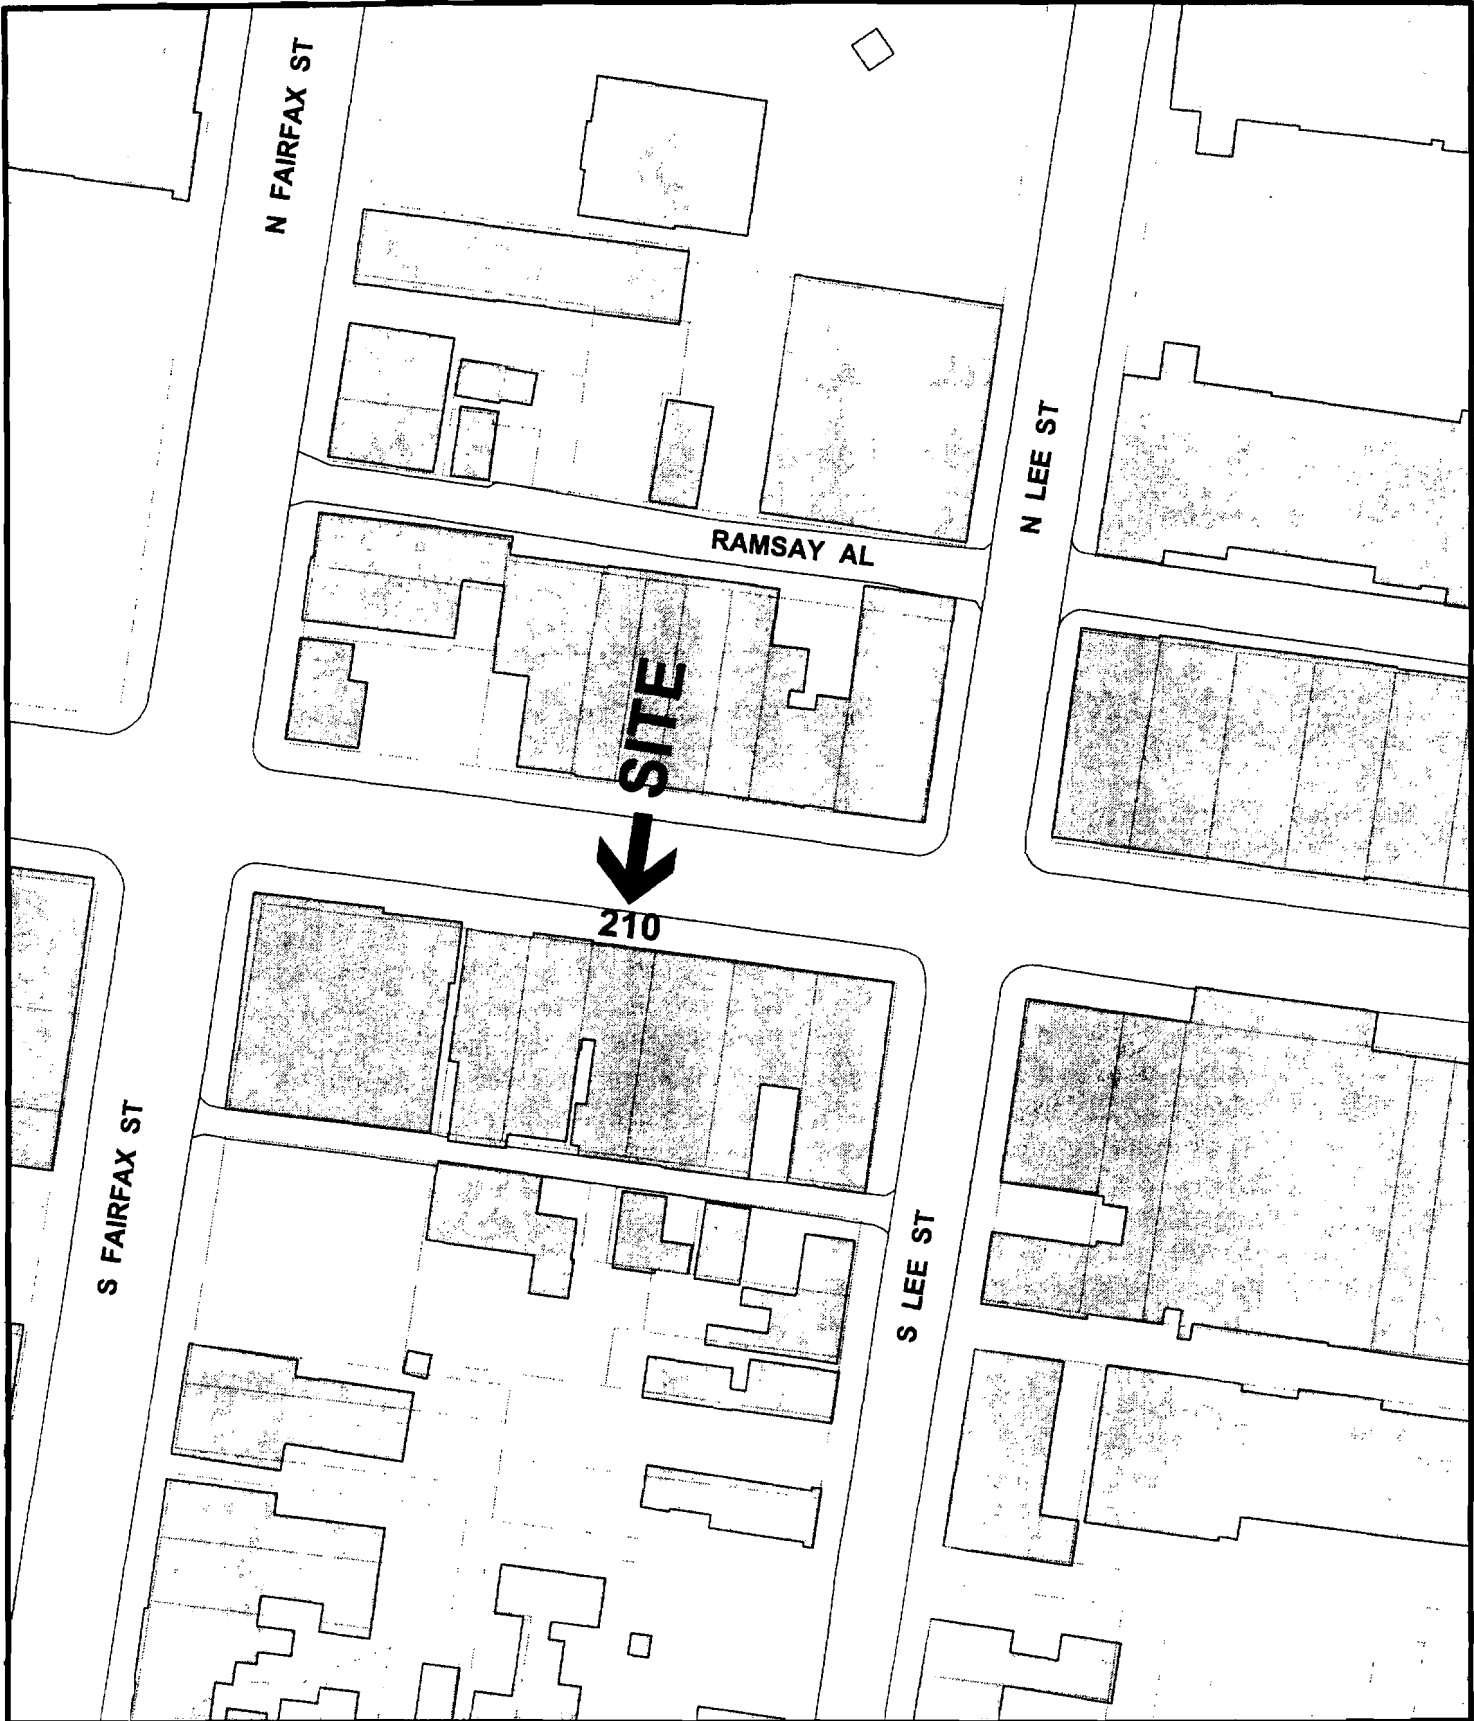 N FAIRFAX ST
N LEE ST
RAMSAY AL
SITE
210
S FAIRFAX ST
S LEE ST